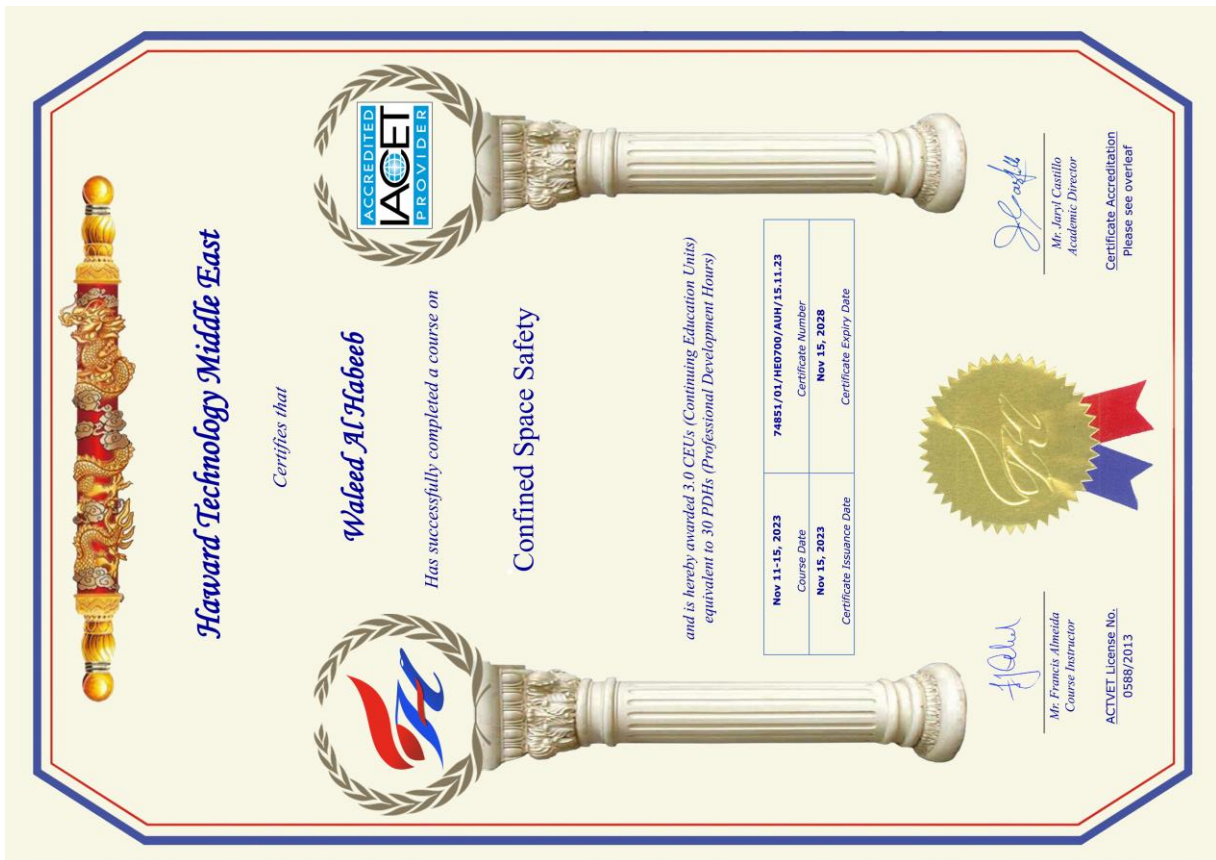 Haward Technology Middle East
Certifies that
ACCREDITED
IACET
PROVIDER
Waleed Al Habeeb
Has successfully completed a course on
Confined Space Safety
and is hereby awarded 3.0 CEUs (Continuing Education Units)
equivalent to 30 PDHs (Professional Development Hours)
Nov 11-15, 2023 74851/01/HE0700/AUH/15.11.23
Course Date Certificate Number
Nov 15, 2023 Nov 15, 2028
Certificate Issuance Date Certificate Expiry Date
Mr. Francis Almeida Mr. Jaryl Castillo
Course Instructor Academic Director
ACTVET License No. Certificate Accreditation
0588/2013 Please see overleaf